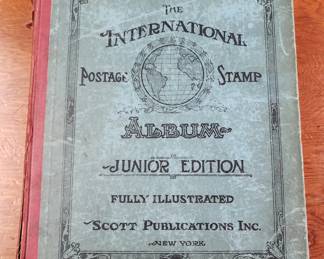 THE
INTERNATIONAL
POSTAGE STAMP
ALBUM
JUNIOR EDITION
FULLY ILLUSTRATED
SCOTT PUBLICATIONS INC.
NEW YORK